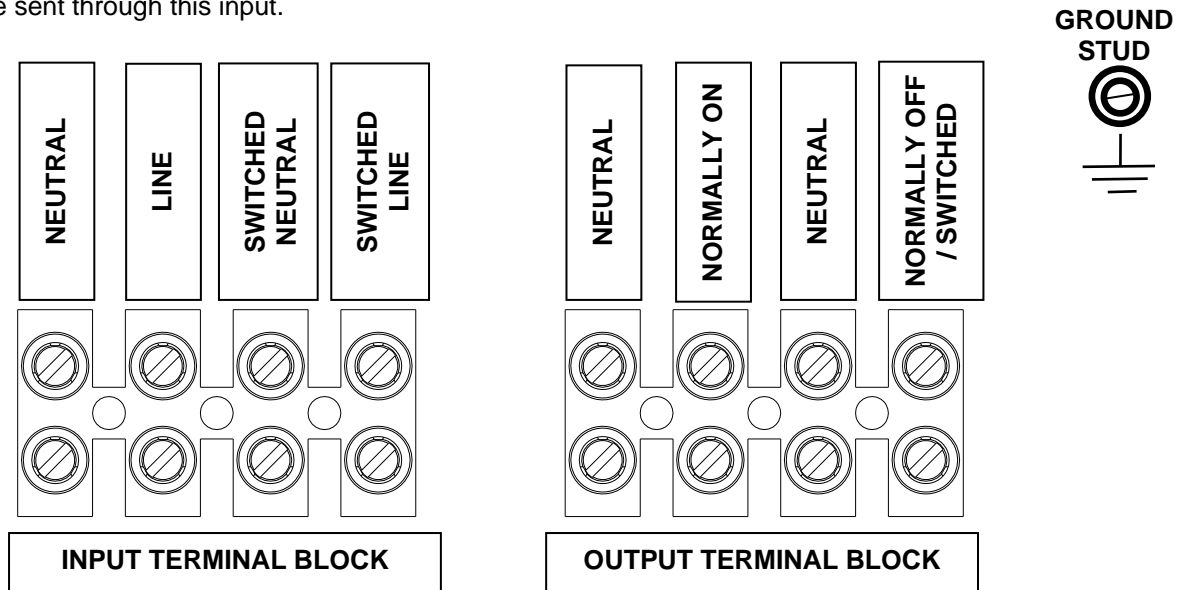 e sent through this input.
GROUND
STUD
NEUTRAL
LINE
SWITCHED
NEUTRAL
SWITCHED
LINE
NEUTRAL
NORMALLY ON
NEUTRAL
NORMALLY OFF
/ SWITCHED
INPUT TERMINAL BLOCK
OUTPUT TERMINAL BLOCK